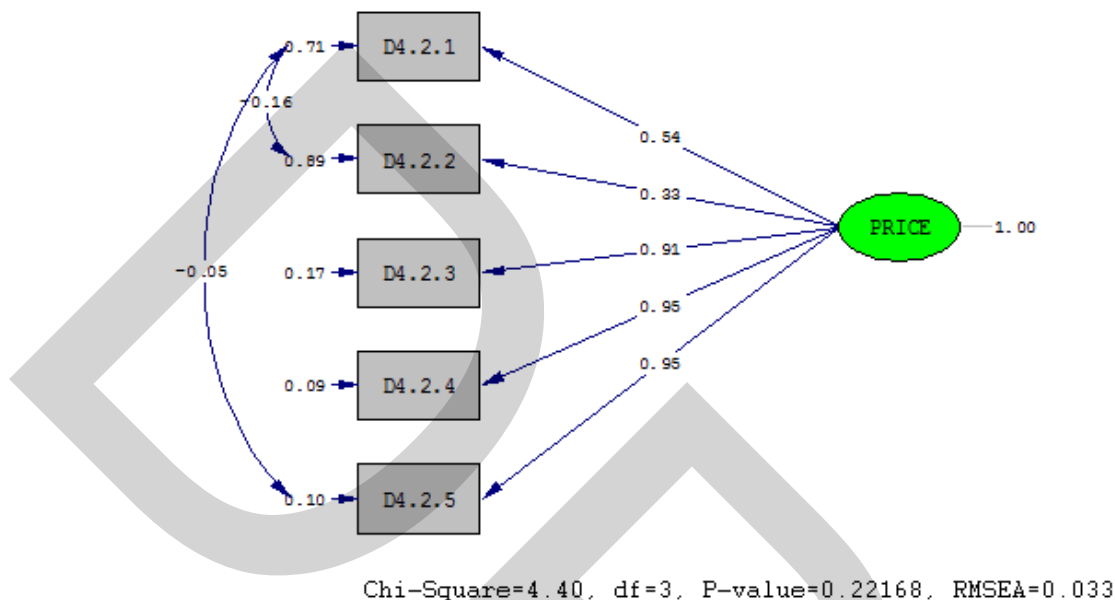 0.71 D4.2.1
-0.16
0.54
0.89 D4.2.2
0.33
PRICE 1.00
0.91
-0.05 0.17 D4.2.3
0.95
0.95
0.09 D4.2.4
0.10 D4.2.5
Chi-Square=4.40, df=3, P-value=0.22168, RMSEA=0.033